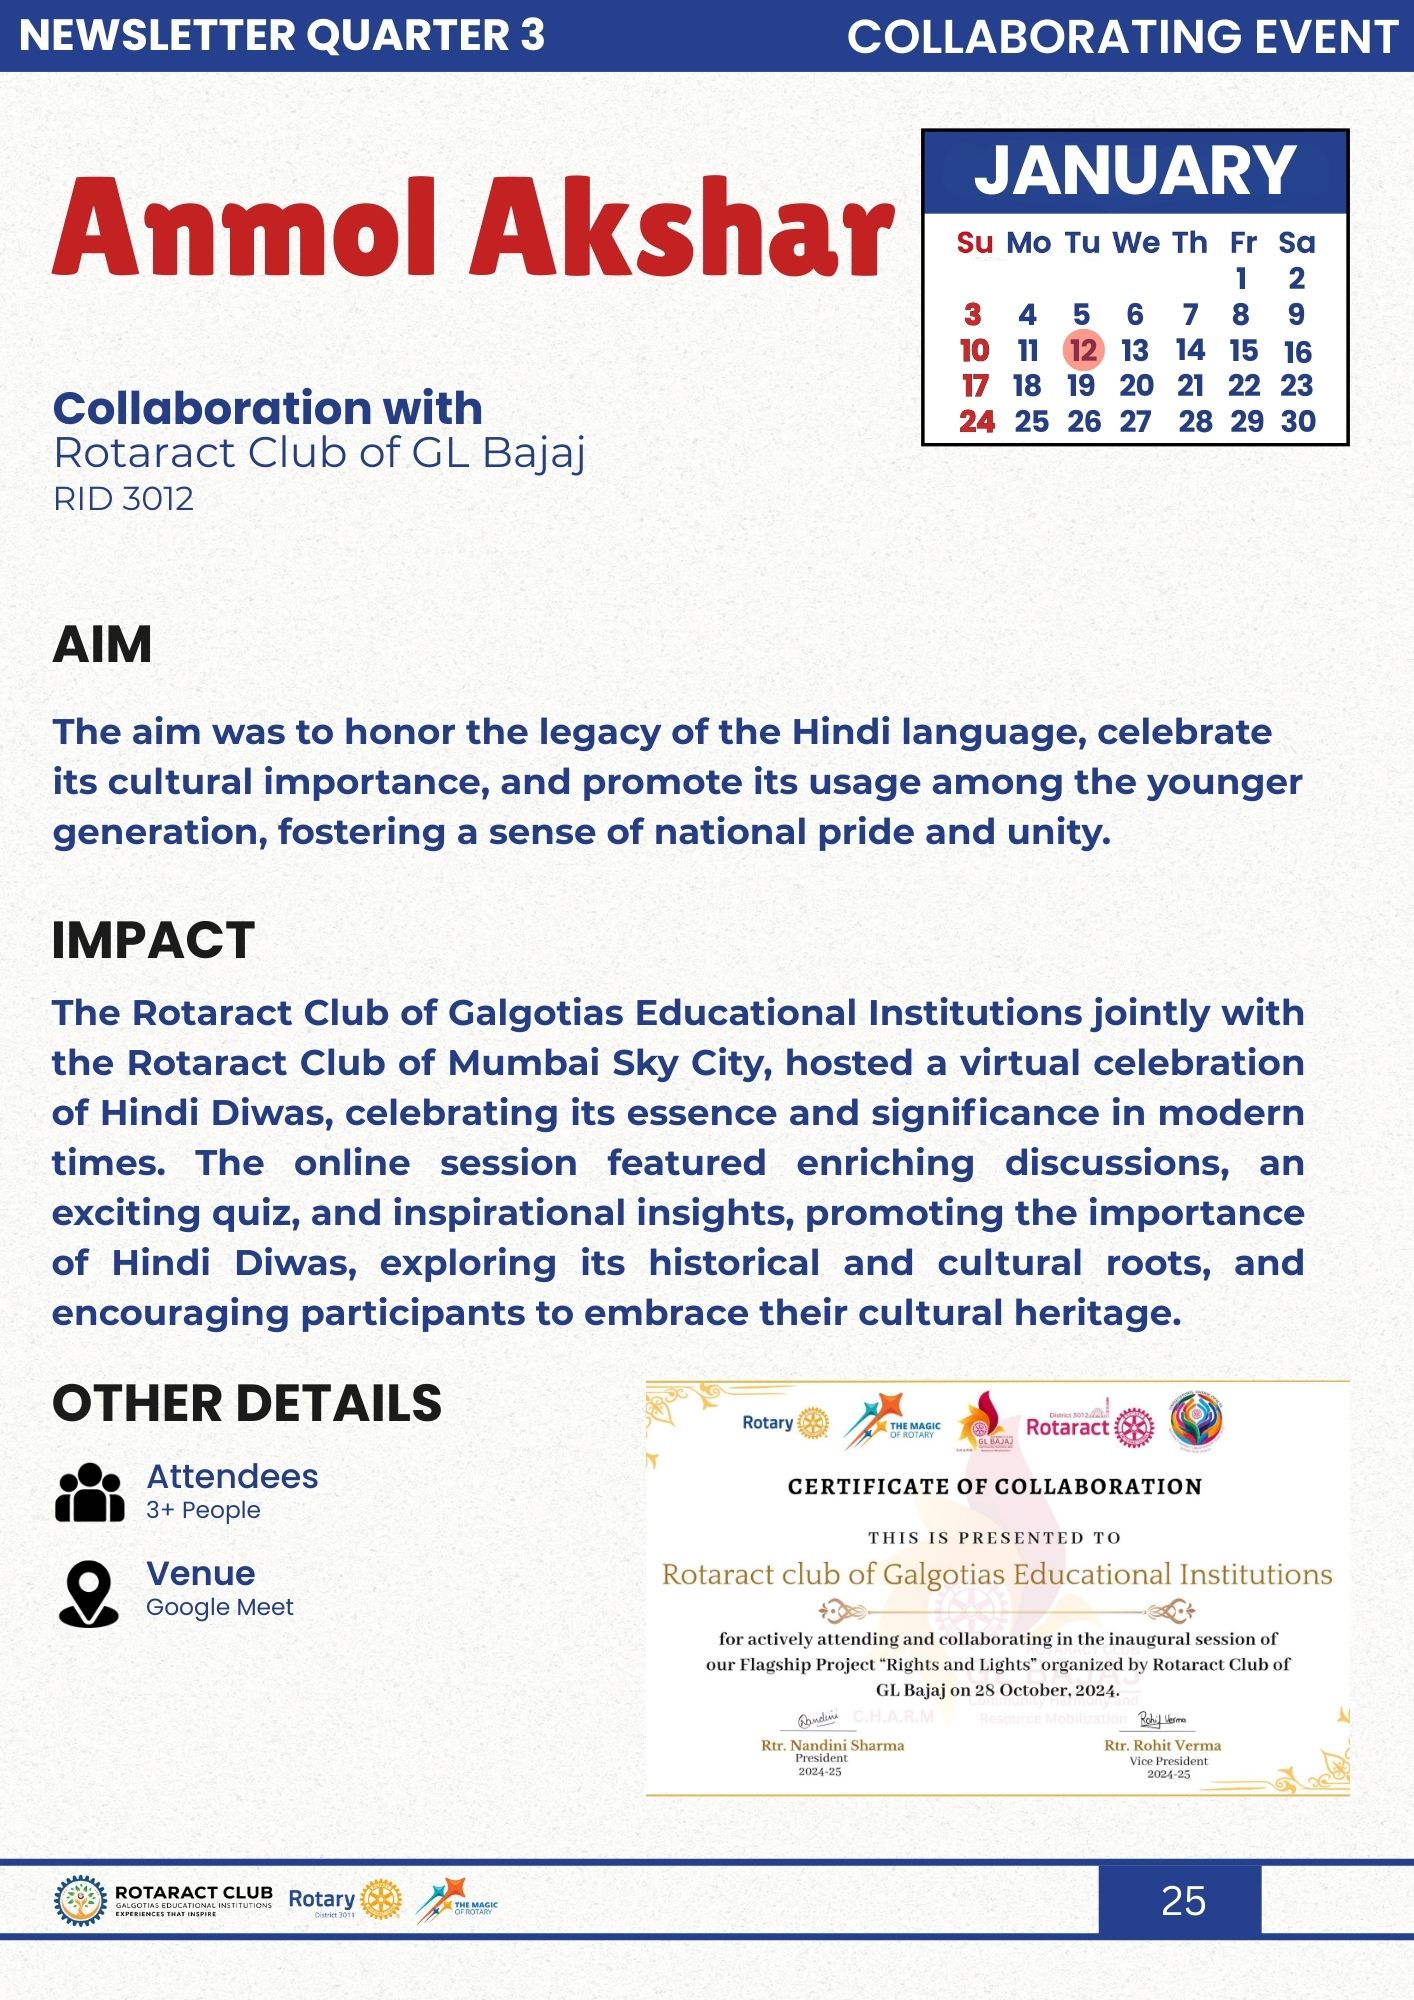 NEWSLETTER QUARTER 3
COLLABORATING EVENT
Anmol Akshar
JANUARY
Su Mo Tu We Th Fr Sa
1 2
3 4 5 6 7 8 9
10 11 12 13 14 15 16
17 18 19 20 21 22 23
24 25 26 27 28 29 30
Collaboration with
Rotaract Club of GL Bajaj
RID 3012
AIM
The aim was to honor the legacy of the Hindi language, celebrate
its cultural importance, and promote its usage among the younger
generation, fostering a sense of national pride and unity.
IMPACT
The Rotaract Club of Galgotias Educational Institutions jointly with
the Rotaract Club of Mumbai Sky City, hosted a virtual celebration
of Hindi Diwas, celebrating its essence and significance in modern
times. The online session featured enriching discussions, an
exciting quiz, and inspirational insights, promoting the importance
of Hindi Diwas, exploring its historical and cultural roots, and
encouraging participants to embrace their cultural heritage.
OTHER DETAILS
Attendees
3+ People
Venue
Google Meet
Rotary
THE MAGIC
OF ROTARY
GL BAJAJ
District 3012
Rotaract
CERTIFICATE OF COLLABORATION
THIS IS PRESENTED TO
Rotaract club of Galgotias Educational Institutions
for actively attending and collaborating in the inaugural session of
our Flagship Project “Rights and Lights” organized by Rotaract Club of
GL Bajaj on 28 October, 2024.
GL BAJAJ
C.H.A.R.M
Community Harmony and
Resource Mobilization
Nandini
Rohit Verma
Rtr. Nandini Sharma
President
2024-25
Rtr. Rohit Verma
Vice President
2024-25
ROTARACT CLUB
GALGOTIAS EDUCATIONAL INSTITUTIONS
EXPERIENCES THAT INSPIRE
Rotary
District 3011
THE MAGIC
OF ROTARY
25